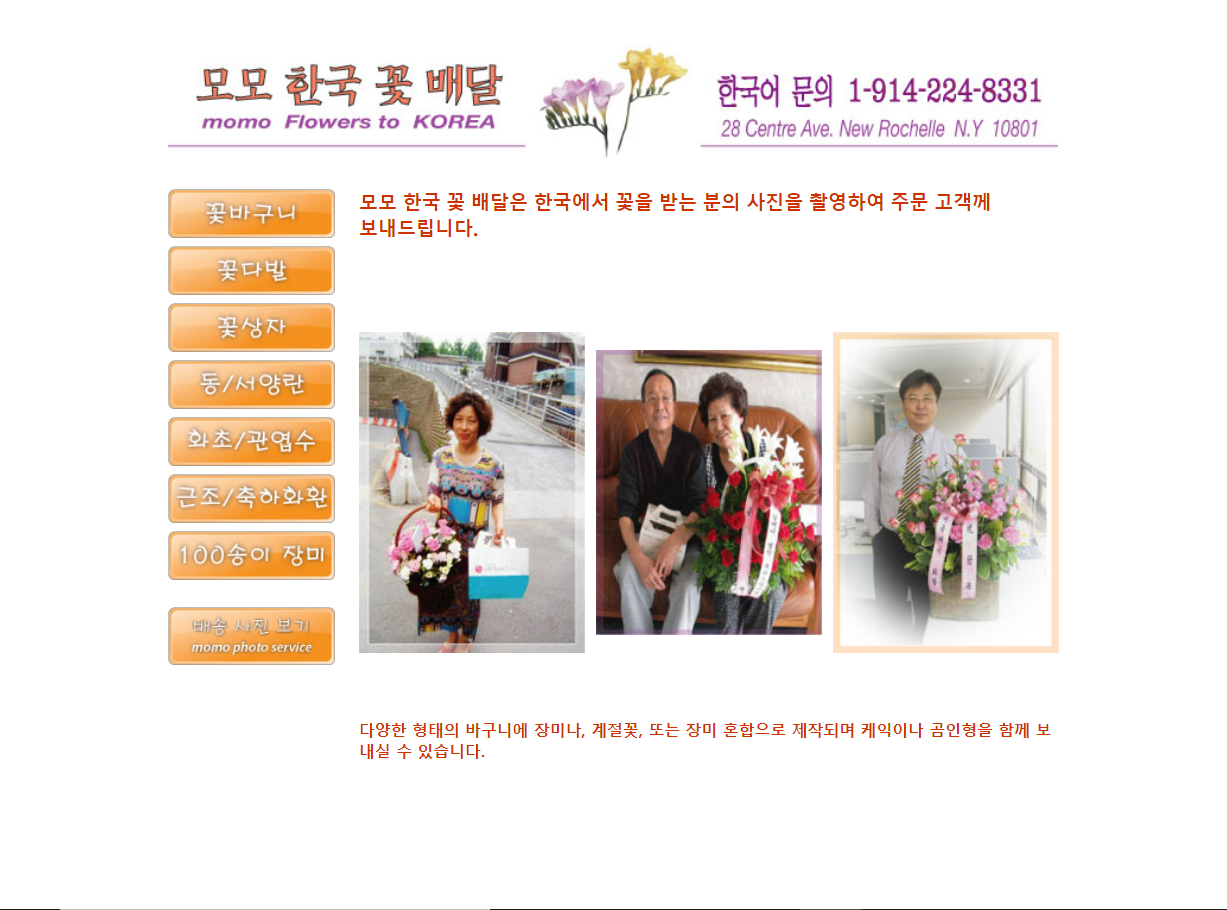 모모 한국 꽃 배달
momo Flowers to KOREA
한국어 문의 1-914-224-8331
28 Centre Ave. New Rochelle N.Y 10801
꽃바구니
꽃다발
꽃상자
동/서양란
화초/관엽수
근조/축하화환
100송이 장미
배송 사진 보기
momo photo service
모모 한국 꽃 배달은 한국에서 꽃을 받는 분의 사진을 촬영하여 주문 고객께
보내드립니다.
다양한 형태의 바구니에 장미나, 계절꽃, 또는 장미 혼합으로 제작되며 케익이나 곰인형을 함께 보
내실 수 있습니다.